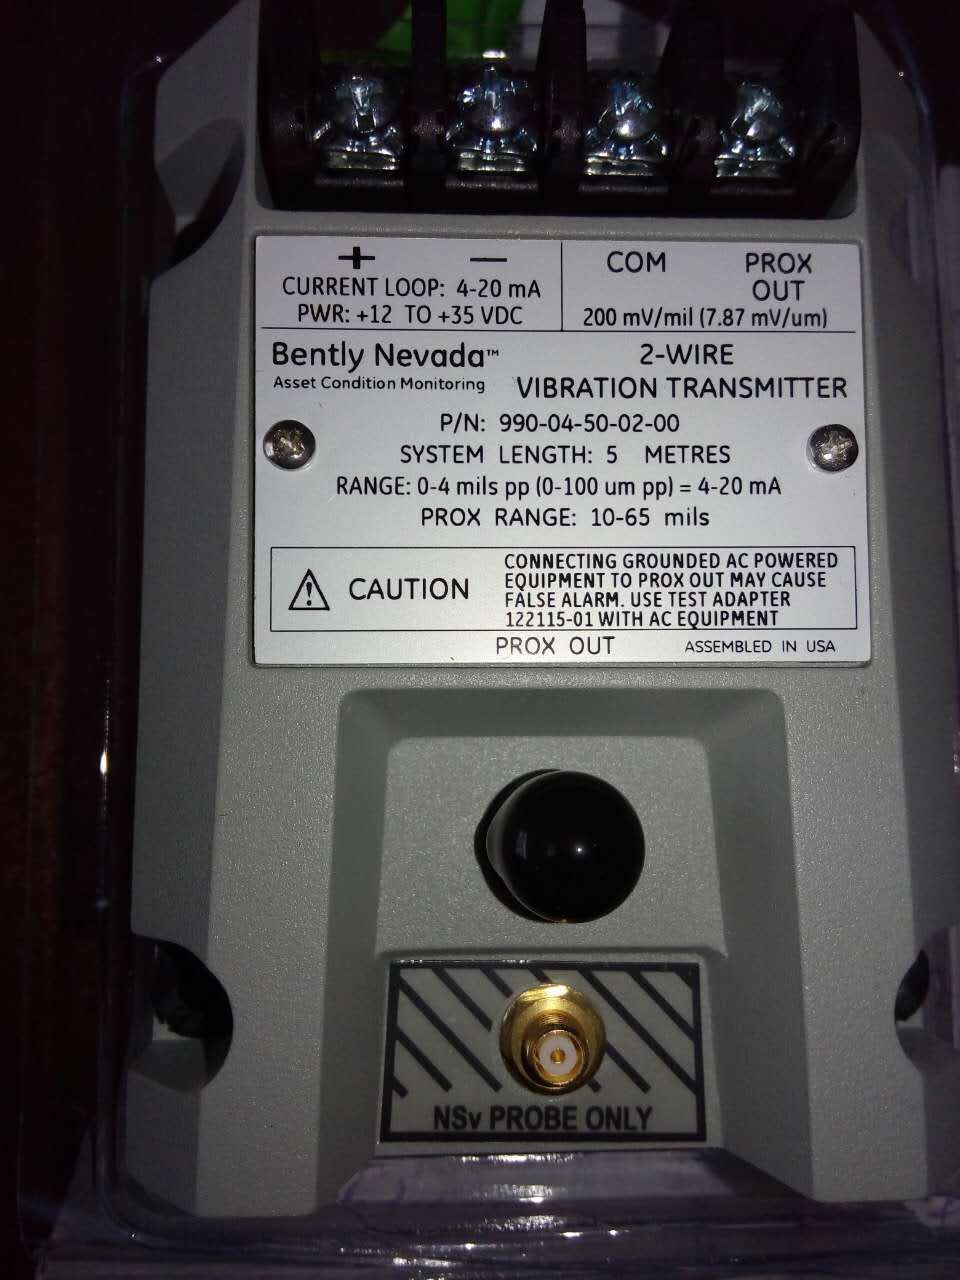 + −
CURRENT LOOP: 4-20 mA
PWR: +12 TO +35 VDC
COM PROX
OUT
200 mV/mil (7.87 mV/um)
Bently Nevada™
Asset Condition Monitoring
2-WIRE
VIBRATION TRANSMITTER
P/N: 990-04-50-02-00
SYSTEM LENGTH: 5 METRES
RANGE: 0-4 mils pp (0-100 um pp) = 4-20 mA
PROX RANGE: 10-65 mils
CAUTION
CONNECTING GROUNDED AC POWERED
EQUIPMENT TO PROX OUT MAY CAUSE
FALSE ALARM. USE TEST ADAPTER
122115-01 WITH AC EQUIPMENT
PROX OUT
ASSEMBLED IN USA
NSv PROBE ONLY